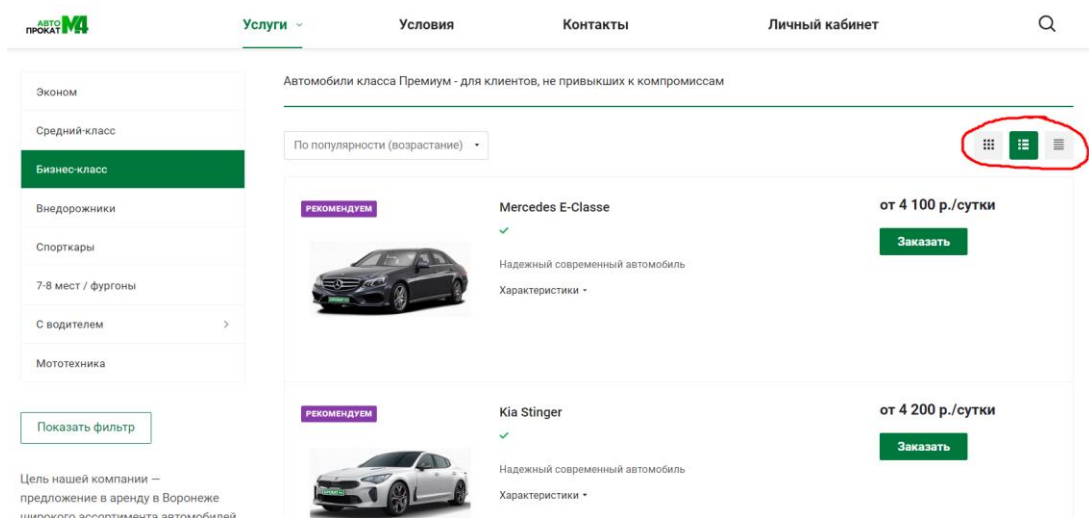 АВТО
ПРОКАТ М4
Услуги
Условия
Контакты
Личный кабинет
Эконом
Средний-класс
Бизнес-класс
Внедорожники
Спорткары
7-8 мест / фургоны
С водителем
Мототехника
Показать фильтр
Цель нашей компании —
предложение в аренду в Воронеже
широкого ассортимента автомобилей
Автомобили класса Премиум - для клиентов, не привыкших к компромиссам
По популярности (возрастание)
РЕКОМЕНДУЕМ
Mercedes E-Classe
Надежный современный автомобиль
Характеристики
от 4 100 р./сутки
Заказать
РЕКОМЕНДУЕМ
Kia Stinger
Надежный современный автомобиль
Характеристики
от 4 200 р./сутки
Заказать